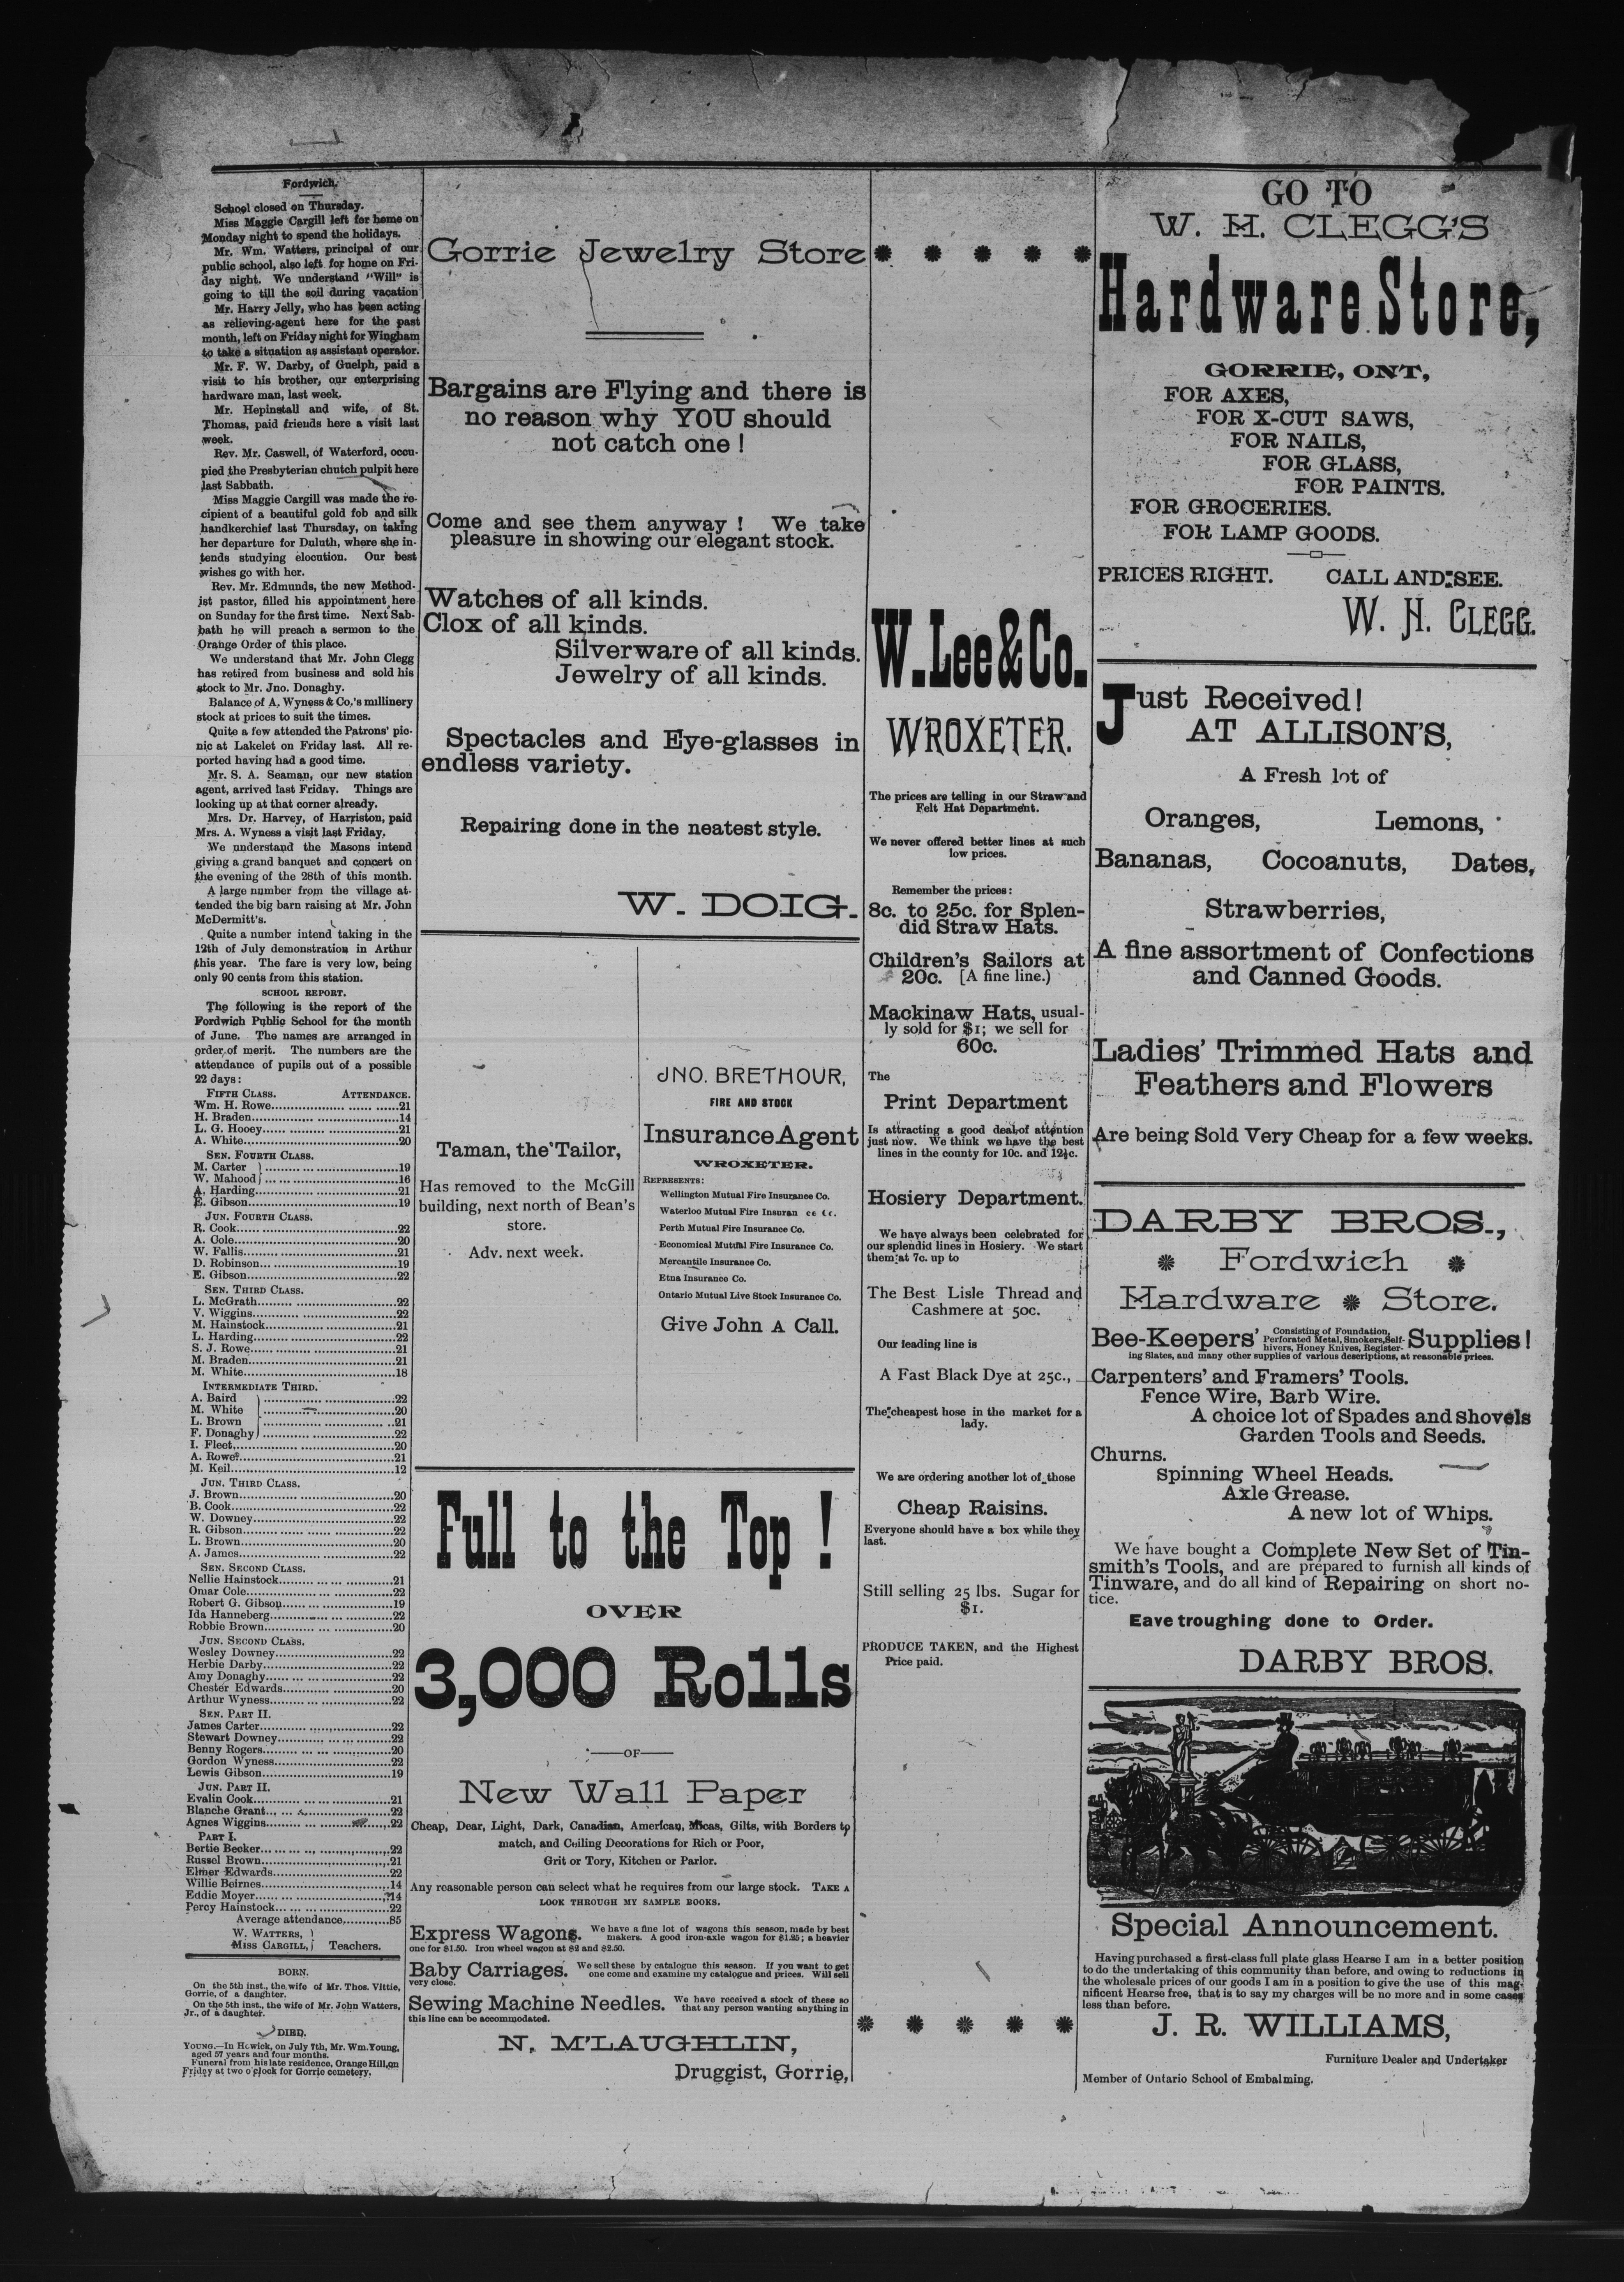 Fordwich.
School closed on Thursday.
Miss Maggie Cargill left for home on
Monday night to spend the holidays.
Mr. Wm. Watters, principal of our
public school, also left for home on Fri-
day night. We understand "Will" is
going to till the soil during vacation
Mr. Harry Jelly, who has been acting
as relieving-agent here for the past
month, left on Friday night for Wingham
to take a situation as assistant operator.
Mr. F. W. Darby, of Guelph, paid a
visit to his brother, our enterprising
hardware man, last week.
Mr. Hepinstall and wife, of St.
Thomas, paid friends here a visit last
week.
Rev. Mr. Caswell, of Waterford, occu-
pied the Presbyterian chutch pulpit here
last Sabbath.
Miss Maggie Cargill was made the re-
cipient of a beautiful gold fob and silk
handkerchief last Thursday, on taking
her departure for Duluth, where she in-
tends studying elocution. Our best
wishes go with her.
Rev. Mr. Edmunds, the new Method-
ist pastor, filled his appointment here
on Sunday for the first time. Next Sab-
bath he will preach a sermon to the
Orange Order of this place.
We understand that Mr. John Clegg
has retired from business and sold his
stock to Mr. Jno. Donaghy.
Balance of A. Wyness & Co.'s millinery
stock at prices to suit the times.
Quite a few attended the Patrons' pic-
nic at Lakelet on Friday last. All re-
ported having had a good time.
Mr. S. A. Seaman, our new station
agent, arrived last Friday. Things are
looking up at that corner already.
Mrs. Dr. Harvey, of Harriston, paid
Mrs. A. Wyness a visit last Friday.
We understand the Masons intend
giving a grand banquet and concert on
the evening of the 28th of this month.
A large number from the village at-
tended the big barn raising at Mr. John
McDermitt's.
Quite a number intend taking in the
12th of July demonstration in Arthur
this year. The fare is very low, being
only 90 cents from this station.
SCHOOL REPORT.
The following is the report of the
Fordwich Public School for the month
of June. The names are arranged in
order of merit. The numbers are the
attendance of pupils out of a possible
22 days:
FIFTH CLASS. ATTENDANCE.
Wm. H. Rowe..................21
H. Braden..................14
L. G. Hooey..................21
A. White..................20
SEN. FOURTH CLASS.
M. Carter } ..................19
W. Mahood } ..................16
A. Harding..................21
E. Gibson..................19
JUN. FOURTH CLASS.
R. Cook..................22
A. Cole..................20
W. Fallis..................21
D. Robinson..................19
E. Gibson..................22
SEN. THIRD CLASS.
L. McGrath..................22
V. Wiggins..................22
M. Hainstock..................21
L. Harding..................22
S. J. Rowe..................21
M. Braden..................21
M. White..................18
INTERMEDIATE THIRD.
A. Baird ..................22
M. White ..................20
L. Brown ..................21
F. Donaghy ..................22
I. Fleet..................20
A. Rowe..................21
M. Keil..................12
JUN. THIRD CLASS.
J. Brown..................20
B. Cook..................22
W. Downey..................22
R. Gibson..................22
L. Brown..................20
A. James..................22
SEN. SECOND CLASS.
Nellie Hainstock..................21
Omar Cole..................22
Robert G. Gibson..................19
Ida Hanneberg..................22
Robbie Brown..................20
JUN. SECOND CLASS.
Wesley Downey..................22
Herbie Darby..................22
Amy Donaghy..................22
Chester Edwards..................20
Arthur Wyness..................22
SEN. PART II.
James Carter..................22
Stewart Downey..................22
Benny Rogers..................20
Gordon Wyness..................22
Lewis Gibson..................19
JUN. PART II.
Evalin Cook..................21
Blanche Grant..................22
Agnes Wiggins..................22
PART I.
Bertie Becker..................22
Russel Brown..................21
Elmer Edwards..................22
Willie Beirnes..................14
Eddie Moyer..................14
Percy Hainstock..................22
Average attendance...........85
W. WATTERS, }
MISS CARGILL, } Teachers.
BORN.
On the 5th inst., the wife of Mr. Thos. Vittie,
Gorrie, of a daughter.
On the 5th inst., the wife of Mr. John Watters,
Jr., of a daughter.
DIED.
YOUNG.—In Howick, on July 7th, Mr. Wm. Young,
aged 57 years and four months.
Funeral from his late residence, Orange Hill, on
Friday at two o'clock for Gorrie cemetery.
Gorrie Jewelry Store
Bargains are Flying and there is
no reason why YOU should
not catch one !
Come and see them anyway ! We take
pleasure in showing our elegant stock.
Watches of all kinds.
Clox of all kinds.
Silverware of all kinds.
Jewelry of all kinds.
Spectacles and Eye-glasses in
endless variety.
Repairing done in the neatest style.
W. DOIG.
Taman, the Tailor,
Has removed to the McGill
building, next north of Bean's
store.
Adv. next week.
JNO. BRETHOUR,
FIRE AND STOCK
Insurance Agent
WROXETER.
REPRESENTS:
Wellington Mutual Fire Insurance Co.
Waterloo Mutual Fire Insuran ce Co.
Perth Mutual Fire Insurance Co.
Economical Mutual Fire Insurance Co.
Mercantile Insurance Co.
Etna Insurance Co.
Ontario Mutual Live Stock Insurance Co.
Give John A Call.
Full to the Top !
OVER
3,000 Rolls
—OF—
New Wall Paper
Cheap, Dear, Light, Dark, Canadian, American, Micas, Gilts, with Borders to
match, and Ceiling Decorations for Rich or Poor,
Grit or Tory, Kitchen or Parlor.
Any reasonable person can select what he requires from our large stock. TAKE A
LOOK THROUGH MY SAMPLE BOOKS.
Express Wagons. We have a fine lot of wagons this season, made by best
makers. A good iron-axle wagon for $1.25; a heavier
one for $1.50. Iron wheel wagon at $2 and $2.50.
Baby Carriages. We sell these by catalogue this season. If you want to get
one come and examine my catalogue and prices. Will sell
very close.
Sewing Machine Needles. We have received a stock of these so
that any person wanting anything in
this line can be accommodated.
N. M'LAUGHLIN,
Druggist, Gorrie,
W. Lee & Co.
WROXETER.
The prices are telling in our Straw and
Felt Hat Department.
We never offered better lines at such
low prices.
Remember the prices:
8c. to 25c. for Splen-
did Straw Hats.
Children's Sailors at
20c. [A fine line.)
Mackinaw Hats, usual-
ly sold for $1; we sell for
60c.
The
Print Department
Is attracting a good deal of attention
just now. We think we have the best
lines in the county for 10c. and 12½c.
Hosiery Department.
We have always been celebrated for
our splendid lines in Hosiery. We start
them at 7c. up to
The Best Lisle Thread and
Cashmere at 50c.
Our leading line is
A Fast Black Dye at 25c.,
The cheapest hose in the market for a
lady.
We are ordering another lot of those
Cheap Raisins.
Everyone should have a box while they
last.
Still selling 25 lbs. Sugar for
$1.
PRODUCE TAKEN, and the Highest
Price paid.
GO TO
W. H. CLEGG'S
Hardware Store,
GORRIE, ONT,
FOR AXES,
FOR X-CUT SAWS,
FOR NAILS,
FOR GLASS,
FOR PAINTS.
FOR GROCERIES.
FOR LAMP GOODS.
PRICES RIGHT. CALL AND SEE.
W. H. CLEGG.
Just Received!
AT ALLISON'S,
A Fresh lot of
Oranges, Lemons,
Bananas, Cocoanuts, Dates,
Strawberries,
A fine assortment of Confections
and Canned Goods.
Ladies' Trimmed Hats and
Feathers and Flowers
Are being Sold Very Cheap for a few weeks.
DARBY BROS.,
Fordwich
Hardware Store.
Bee-Keepers' Consisting of Foundation, Perforated Metal, Smokers, Self-hivers, Honey Knives, Register- Supplies!
ing Slates, and many other supplies of various descriptions, at reasonable prices.
Carpenters' and Framers' Tools.
Fence Wire, Barb Wire.
A choice lot of Spades and Shovels
Garden Tools and Seeds.
Churns.
Spinning Wheel Heads.
Axle Grease.
A new lot of Whips.
We have bought a Complete New Set of Tin-
smith's Tools, and are prepared to furnish all kinds of
Tinware, and do all kind of Repairing on short no-
tice.
Eave troughing done to Order.
DARBY BROS.
Special Announcement.
Having purchased a first-class full plate glass Hearse I am in a better position
to do the undertaking of this community than before, and owing to reductions in
the wholesale prices of our goods I am in a position to give the use of this mag-
nificent Hearse free, that is to say my charges will be no more and in some cases
less than before.
J. R. WILLIAMS,
Furniture Dealer and Undertaker
Member of Ontario School of Embalming.